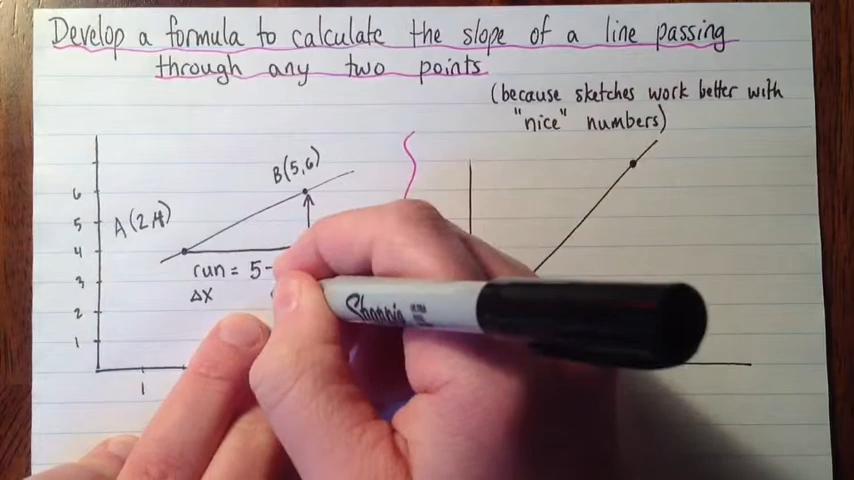 Develop a formula to calculate the slope of a line passing
through any two points
(because sketches work better with
"nice" numbers)
B(5,6)
6
5
A(2,4)
4
run = 5-
3
Δx
2
1
1
Sharpie